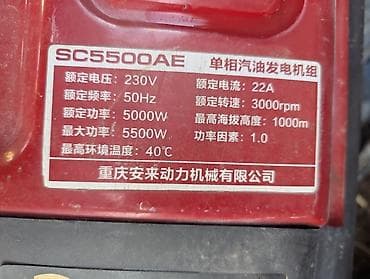 SC5500AE 单相汽油发电机组
额定电压：230V 额定电流：22A
额定频率：50Hz 额定转速：3000rpm
额定功率：5000W 最高海拔高度：1000m
最大功率：5500W 功率因素：1.0
最高环境温度：40℃
重庆安来动力机械有限公司